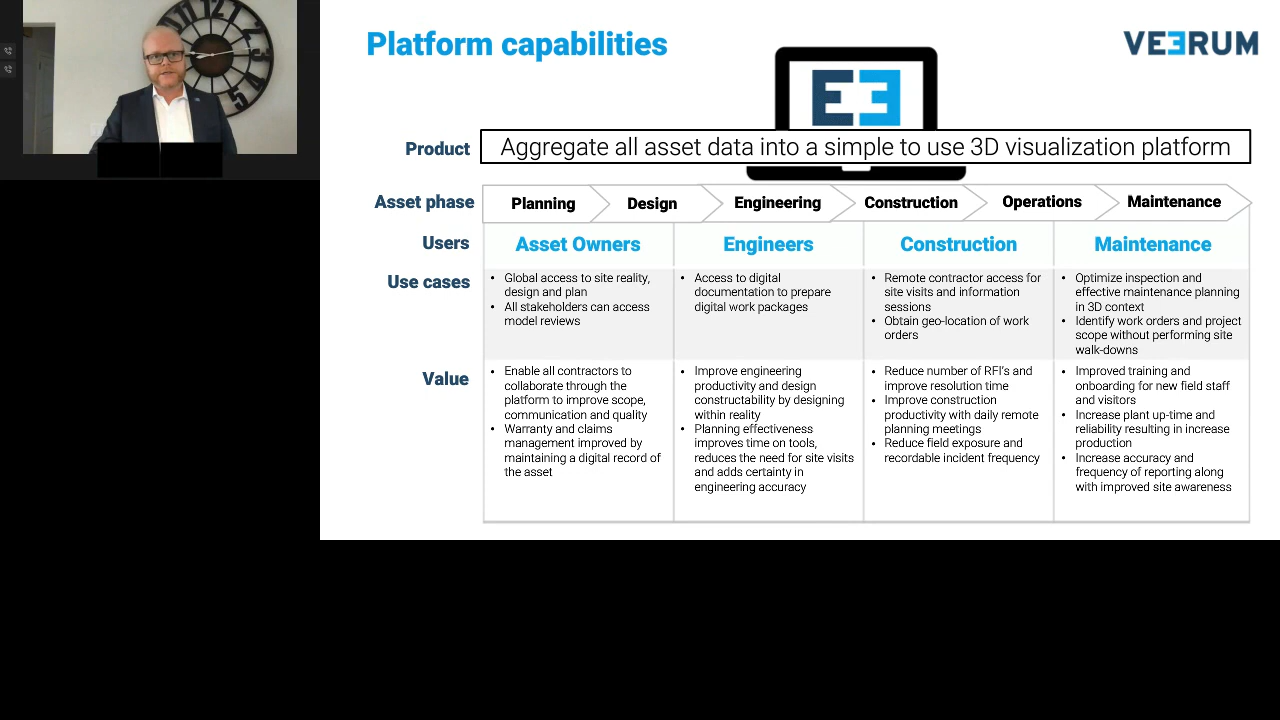 Platform capabilities
VEERUM
Product
Aggregate all asset data into a simple to use 3D visualization platform
Asset phase
Planning
Design
Engineering
Construction
Operations
Maintenance
Users
Asset Owners
Engineers
Construction
Maintenance
Use cases
• Global access to site reality,
design and plan
• All stakeholders can access
model reviews
• Access to digital
documentation to prepare
digital work packages
• Remote contractor access for
site visits and information
sessions
• Obtain geo-location of work
orders
• Optimize inspection and
effective maintenance planning
in 3D context
• Identify work orders and project
scope without performing site
walk-downs
Value
• Enable all contractors to
collaborate through the
platform to improve scope,
communication and quality
• Warranty and claims
management improved by
maintaining a digital record of
the asset
• Improve engineering
productivity and design
constructability by designing
within reality
• Planning effectiveness
improves time on tools,
reduces the need for site visits
and adds certainty in
engineering accuracy
• Reduce number of RFI's and
improve resolution time
• Improve construction
productivity with daily remote
planning meetings
• Reduce field exposure and
recordable incident frequency
• Improved training and
onboarding for new field staff
and visitors
• Increase plant up-time and
reliability resulting in increase
production
• Increase accuracy and
frequency of reporting along
with improved site awareness